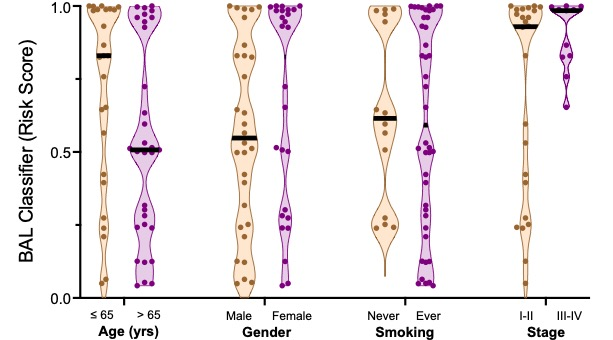 BAL Classifier (Risk Score)
1.0
0.5
0.0
≤ 65 > 65 Male Female Never Ever I-II III-IV
Age (yrs) Gender Smoking Stage